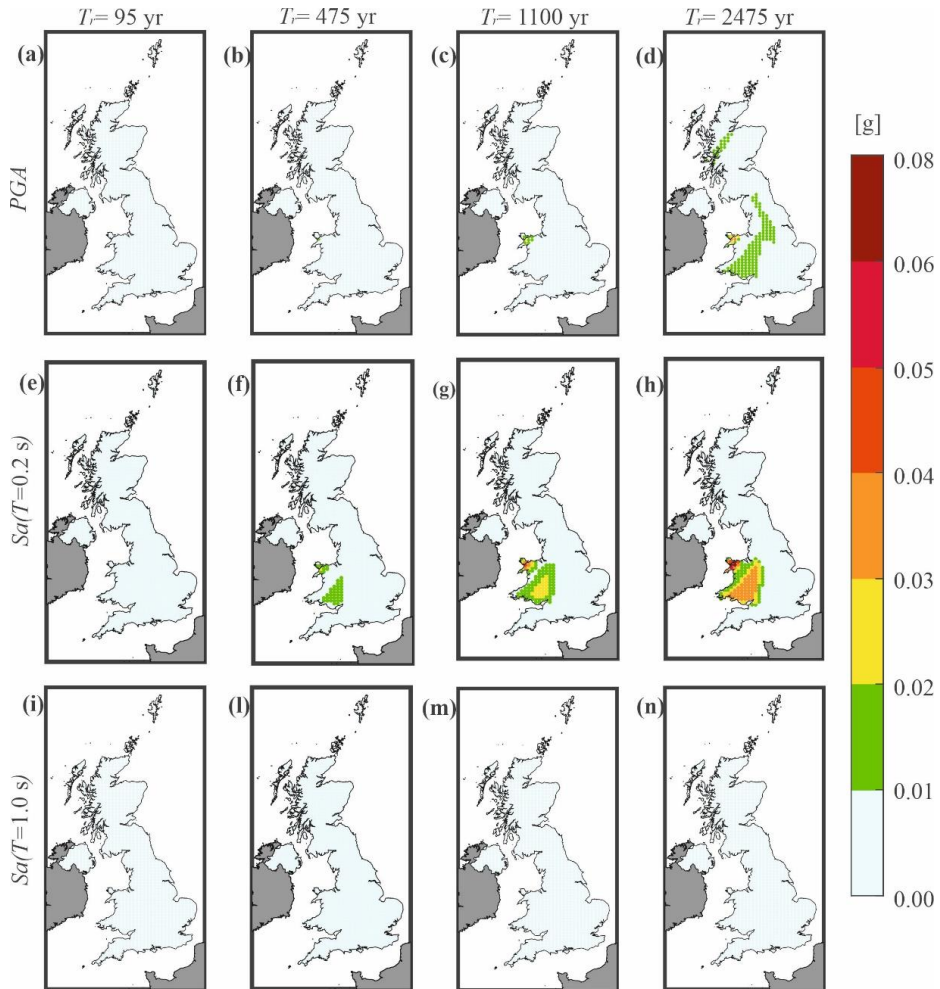 Tr= 95 yr
Tr= 475 yr
Tr= 1100 yr
Tr= 2475 yr
(a)
(b)
(c)
(d)
PGA
(e)
(f)
(g)
(h)
Sa(T=0.2 s)
(i)
(l)
(m)
(n)
Sa(T=1.0 s)
[g]
0.08
0.06
0.05
0.04
0.03
0.02
0.01
0.00